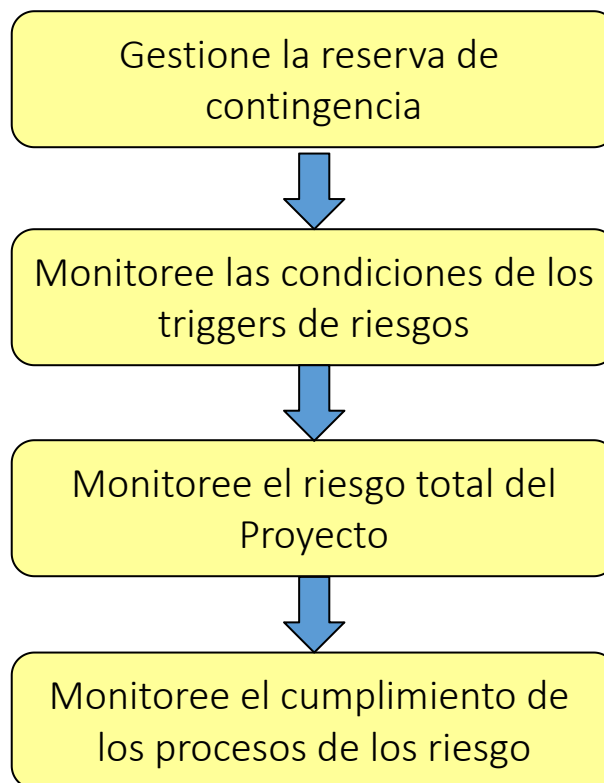 Gestione la reserva de
contingencia
Monitoree las condiciones de los
triggers de riesgos
Monitoree el riesgo total del
Proyecto
Monitoree el cumplimiento de
los procesos de los riesgo